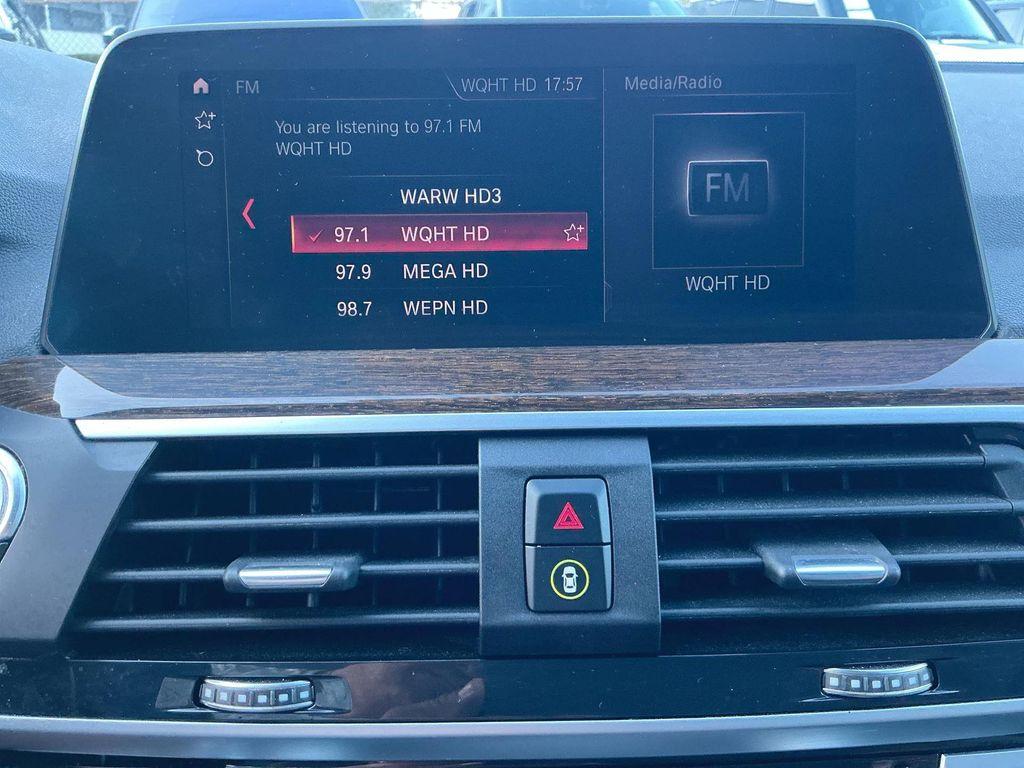 FM
WQHT HD 17:57
Media/Radio
You are listening to 97.1 FM
WQHT HD
WARW HD3
97.1 WQHT HD
97.9 MEGA HD
98.7 WEPN HD
FM
WQHT HD